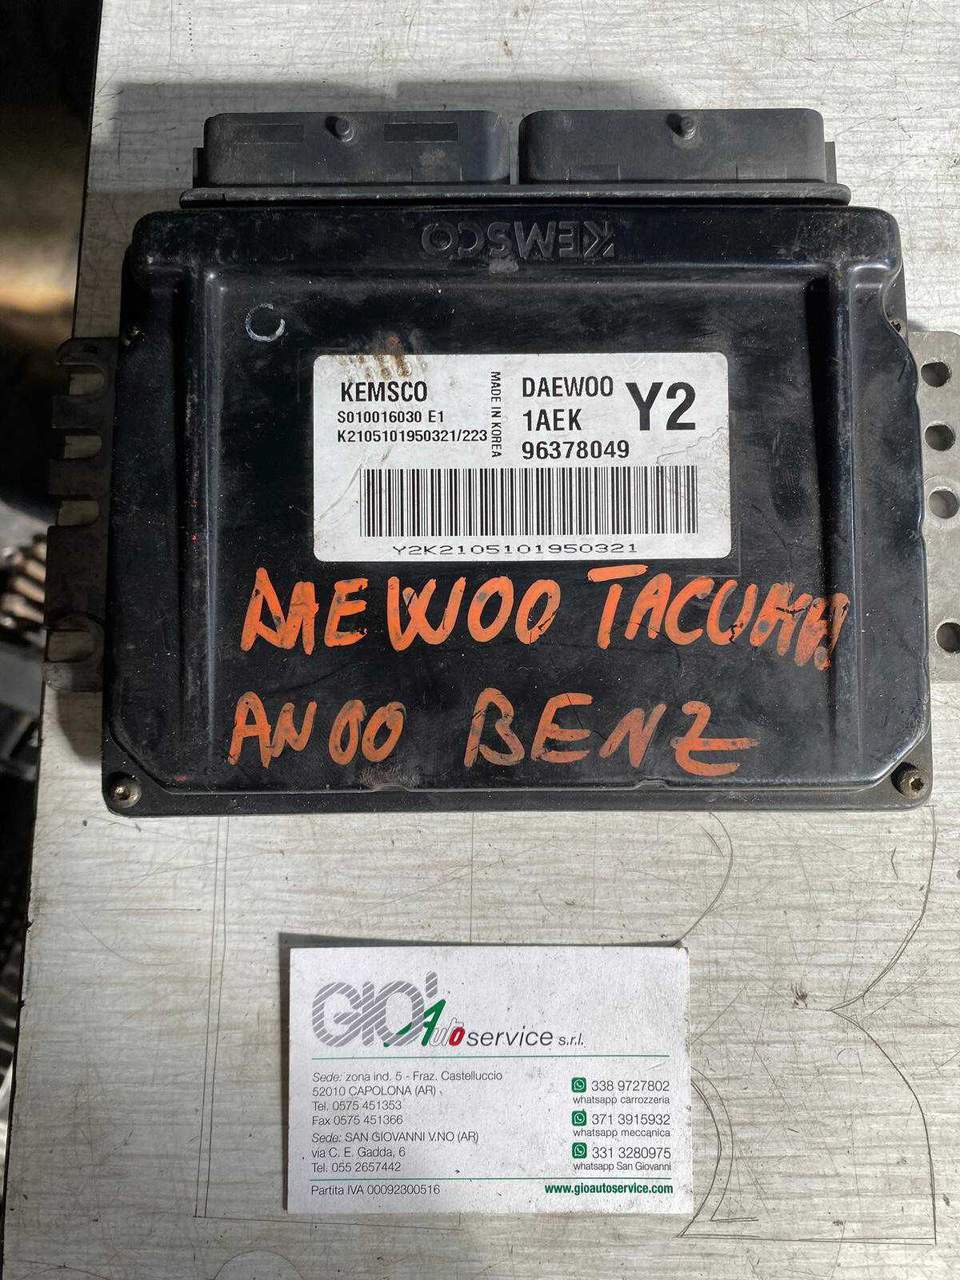 KEMSCO
KEMSCO
S010016030 E1
K2105101950321/223
MADE IN KOREA
DAEWOO
1AEK
96378049
Y2
Y2K2105101950321
DAEWOO TACUMA
ANOO BENZ
GIO' Autoservice s.r.l.
Sede: zona ind. 5 - Fraz. Castelluccio
52010 CAPOLONA (AR)
Tel. 0575 451353
Fax 0575 451366
Sede: SAN GIOVANNI V.NO (AR)
via C. E. Gadda, 6
Tel. 055 2657442
338 9727802
whatsapp carrozzeria
371 3915932
whatsapp meccanica
331 3280975
whatsapp San Giovanni
Partita IVA 00092300516
www.gioautoservice.com